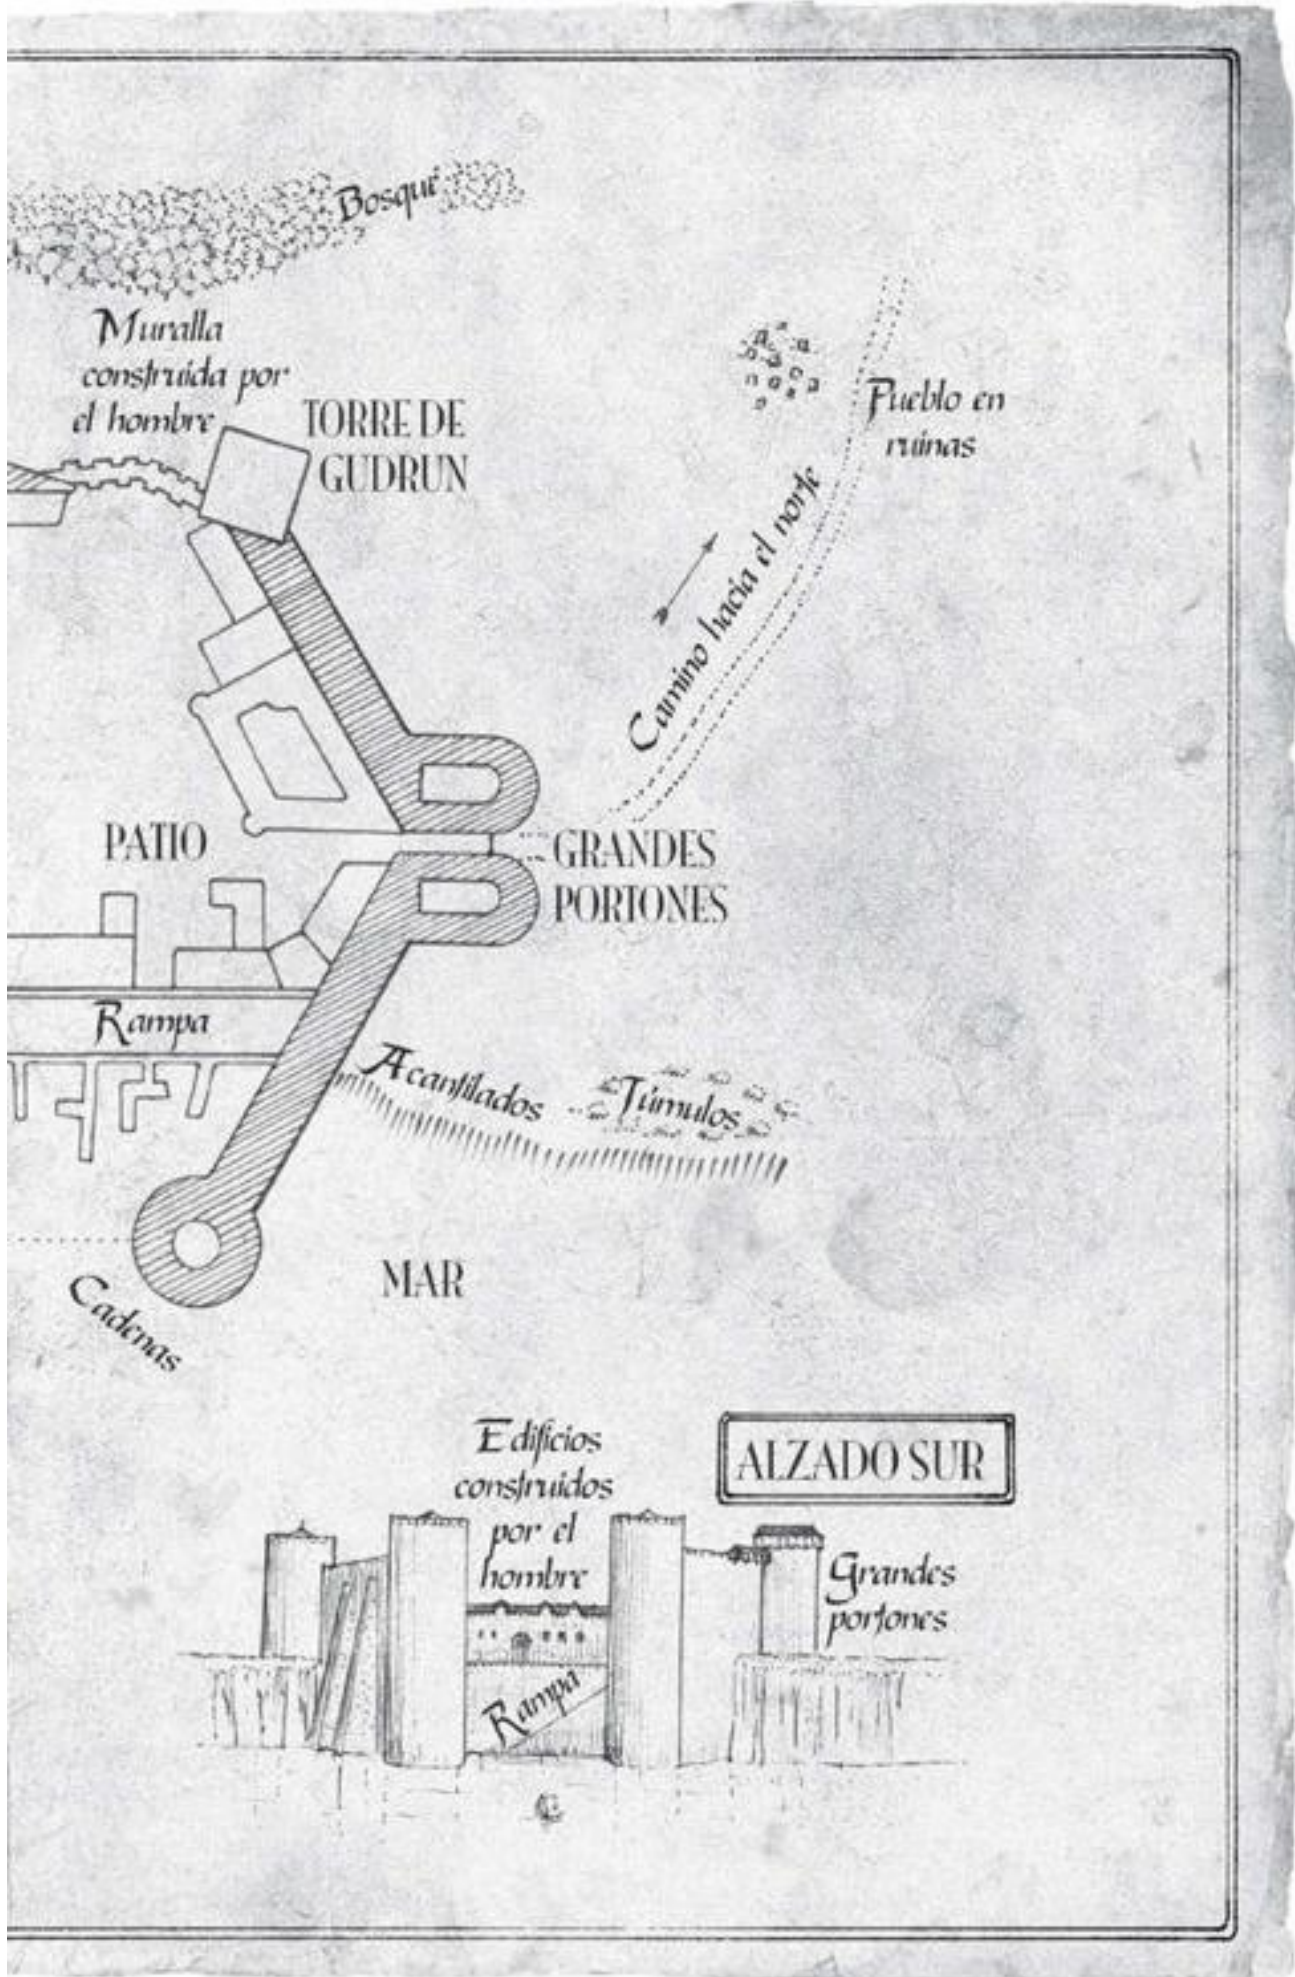 Bosque
Muralla
construida por
el hombre
TORRE DE
GUDRUN
Pueblo en
ruinas
Camino hacia el norte
PATIO
GRANDES
PORTONES
Rampa
Acantilados
Túmulos
MAR
Cadenas
Edificios
construidos
por el
hombre
ALZADO SUR
Grandes
portones
Rampa